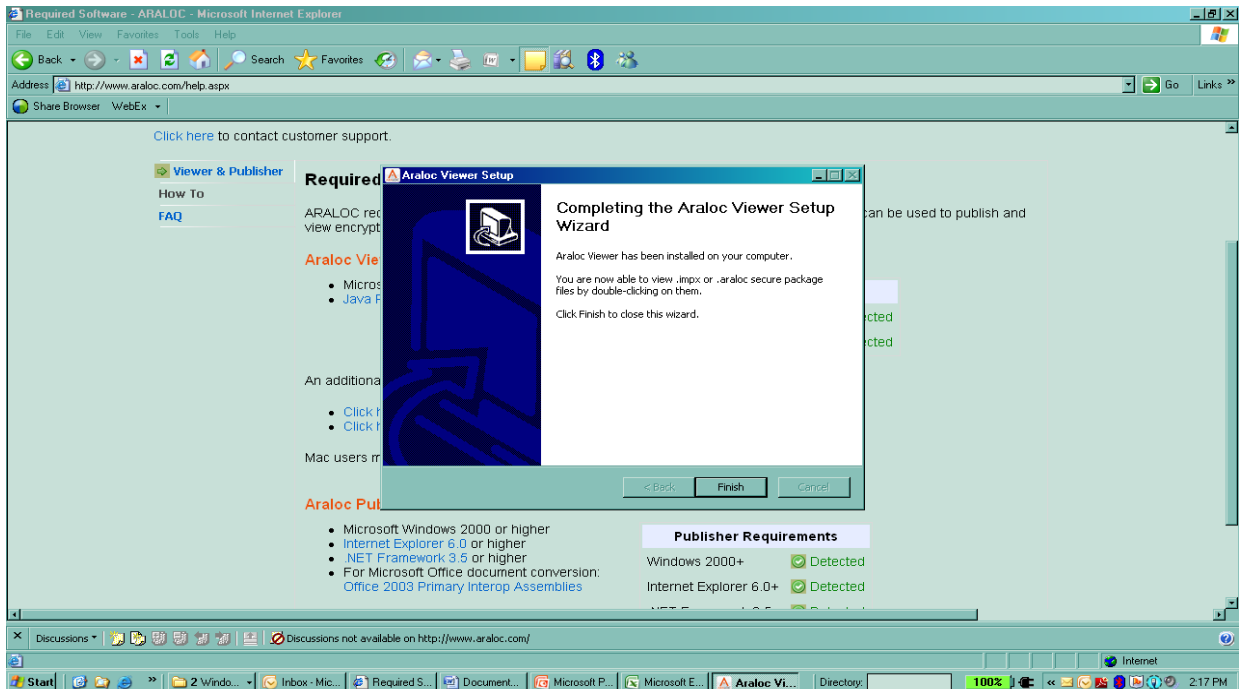 Required Software - ARALOC - Microsoft Internet Explorer
File Edit View Favorites Tools Help
Back Search Favorites
Address http://www.araloc.com/help.aspx Go Links »
Share Browser WebEx
Click here to contact customer support.
Viewer & Publisher
How To
FAQ
Required
ARALOC rec can be used to publish and
view encrypt
Araloc Vie
Micros
Java
ected
ected
An additiona
Click h
Click h
Mac users m
Araloc Pul
Araloc Viewer Setup
Completing the Araloc Viewer Setup
Wizard
Araloc Viewer has been installed on your computer.
You are now able to view .impx or .araloc secure package
files by double-clicking on them.
Click Finish to close this wizard.
< Back Finish Cancel
Microsoft Windows 2000 or higher
Internet Explorer 6.0 or higher
.NET Framework 3.5 or higher
For Microsoft Office document conversion:
Office 2003 Primary Interop Assemblies
Publisher Requirements
Windows 2000+ Detected
Internet Explorer 6.0+ Detected
Discussions Discussions not available on http://www.araloc.com/
Internet
Start » 2 Windo... Inbox - Mic... Required S... Document... Microsoft P... Microsoft E... Araloc Vi... Directory: 100% « 2:17 PM